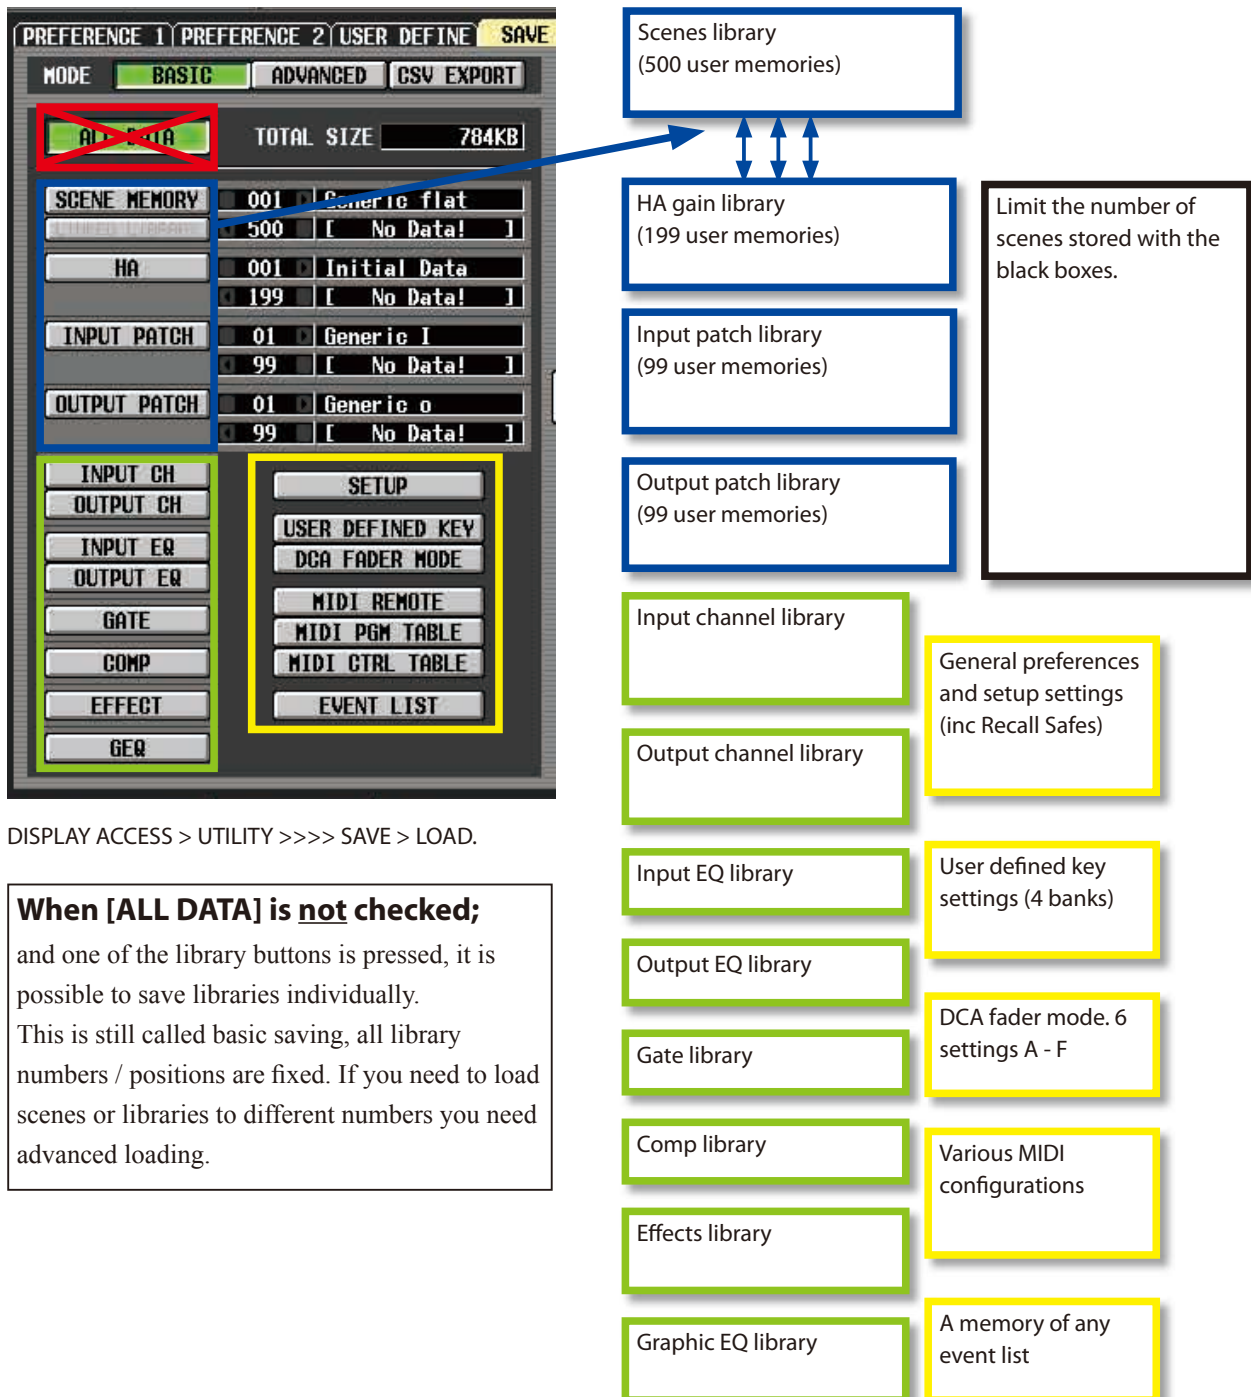 PREFERENCE 1 PREFERENCE 2 USER DEFINE SAVE
MODE BASIC ADVANCED CSV EXPORT
ALL DATA TOTAL SIZE 784KB
SCENE MEMORY 001 Generic flat
LINKED LIBRARY 500 [ No Data! ]
HA 001 Initial Data
199 [ No Data! ]
INPUT PATCH 01 Generic I
99 [ No Data! ]
OUTPUT PATCH 01 Generic o
99 [ No Data! ]
INPUT CH
OUTPUT CH
INPUT EQ
OUTPUT EQ
GATE
COMP
EFFECT
GEQ
SETUP
USER DEFINED KEY
DCA FADER MODE
MIDI REMOTE
MIDI PGM TABLE
MIDI CTRL TABLE
EVENT LIST
DISPLAY ACCESS > UTILITY >>>> SAVE > LOAD.
When [ALL DATA] is not checked;
and one of the library buttons is pressed, it is
possible to save libraries individually.
This is still called basic saving, all library
numbers / positions are fixed. If you need to load
scenes or libraries to different numbers you need
advanced loading.
Scenes library
(500 user memories)
HA gain library
(199 user memories)
Input patch library
(99 user memories)
Output patch library
(99 user memories)
Limit the number of
scenes stored with the
black boxes.
Input channel library
Output channel library
Input EQ library
Output EQ library
Gate library
Comp library
Effects library
Graphic EQ library
General preferences
and setup settings
(inc Recall Safes)
User defined key
settings (4 banks)
DCA fader mode. 6
settings A - F
Various MIDI
configurations
A memory of any
event list